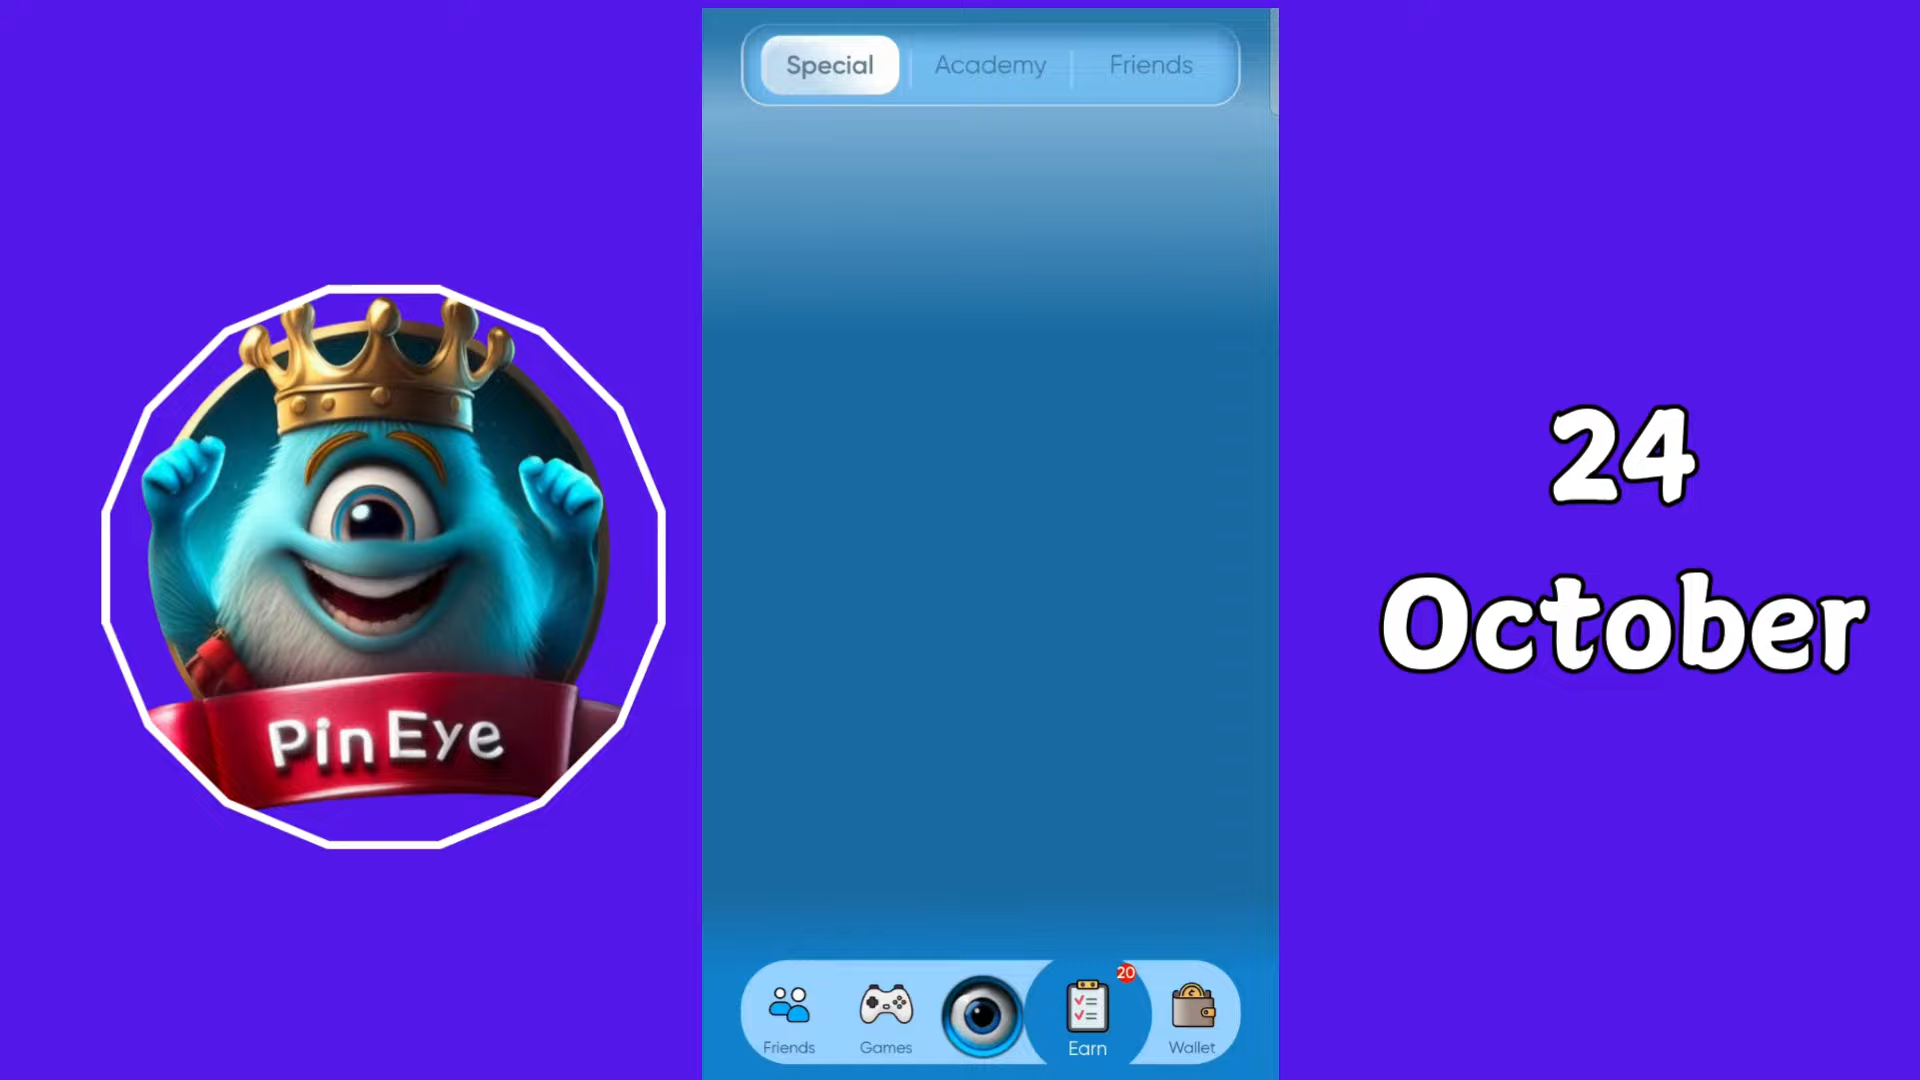 Special
Academy
Friends
PinEye
24
October
20
Friends
Games
Earn
Wallet